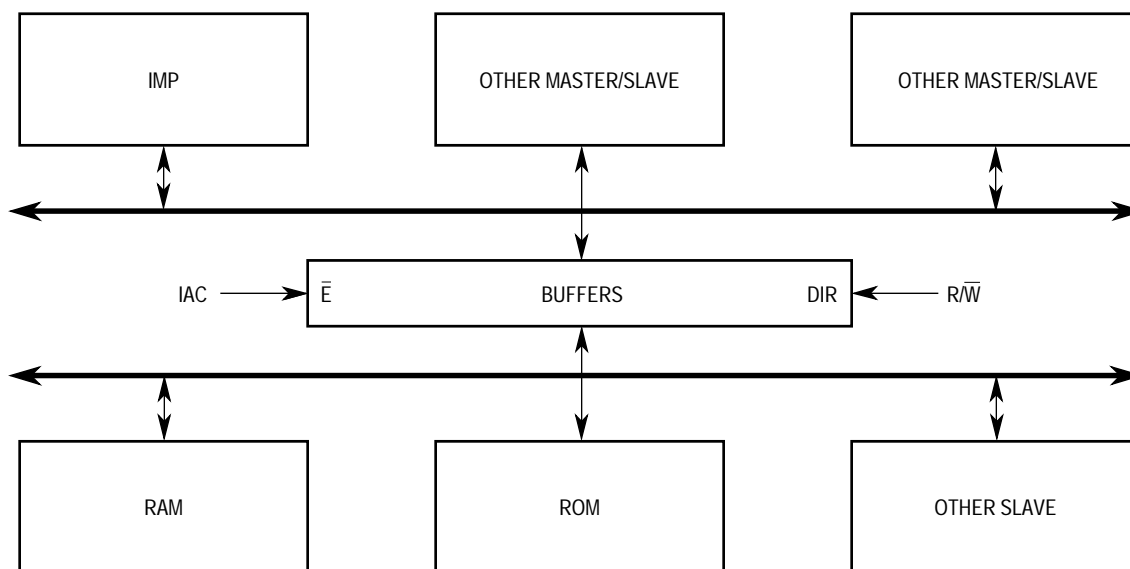 IMP
OTHER MASTER/SLAVE
OTHER MASTER/SLAVE
IAC
E̅
BUFFERS
DIR
R/W̅
RAM
ROM
OTHER SLAVE